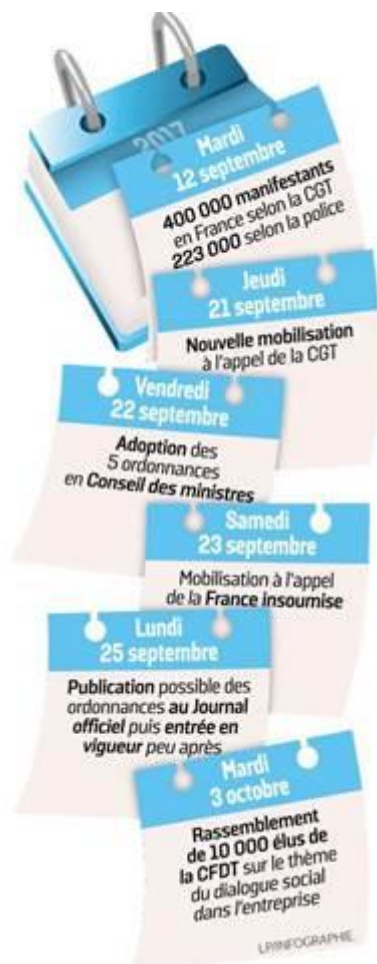 2017
Mardi
12 septembre
400 000 manifestants
en France selon la CGT
223 000 selon la police
Jeudi
21 septembre
Nouvelle mobilisation
à l'appel de la CGT
Vendredi
22 septembre
Adoption des
5 ordonnances
en Conseil des ministres
Samedi
23 septembre
Mobilisation à l'appel
de la France insoumise
Lundi
25 septembre
Publication possible des
ordonnances au Journal
officiel puis entrée en
vigueur peu après
Mardi
3 octobre
Rassemblement
de 10 000 élus de
la CFDT sur le thème
du dialogue social
dans l'entreprise
LP/INFOGRAPHIE